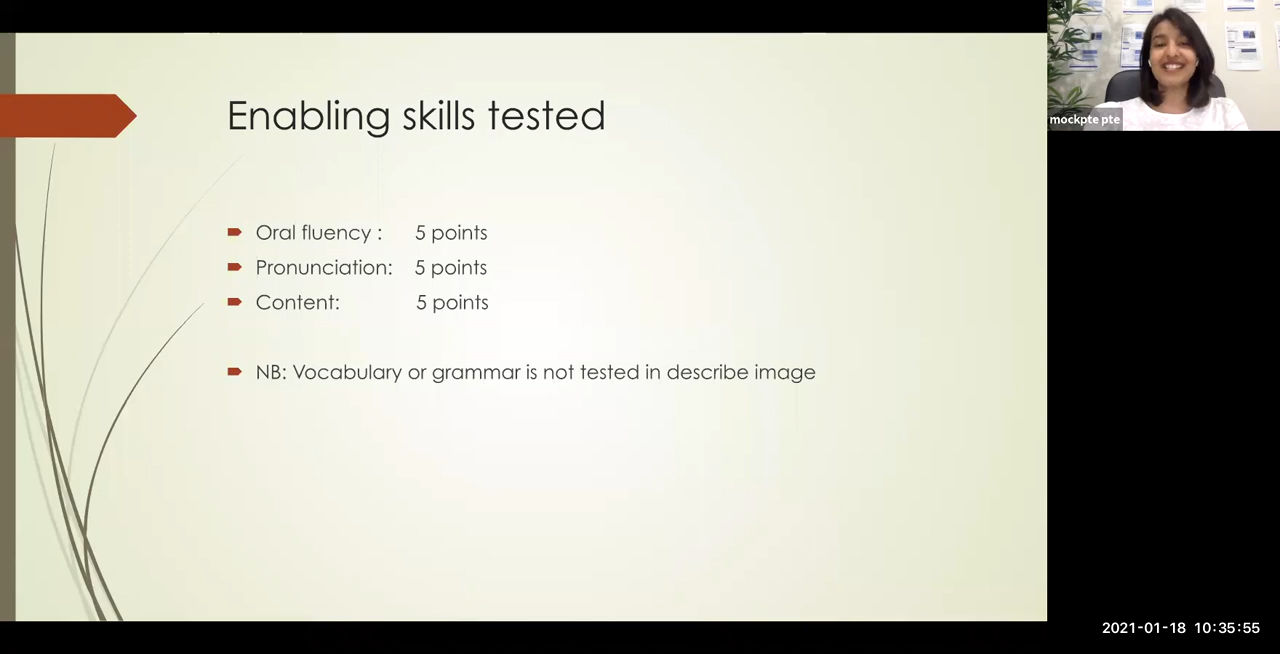 Enabling skills tested
Oral fluency : 5 points
Pronunciation: 5 points
Content: 5 points
NB: Vocabulary or grammar is not tested in describe image
mockpte pte
2021-01-18 10:35:55